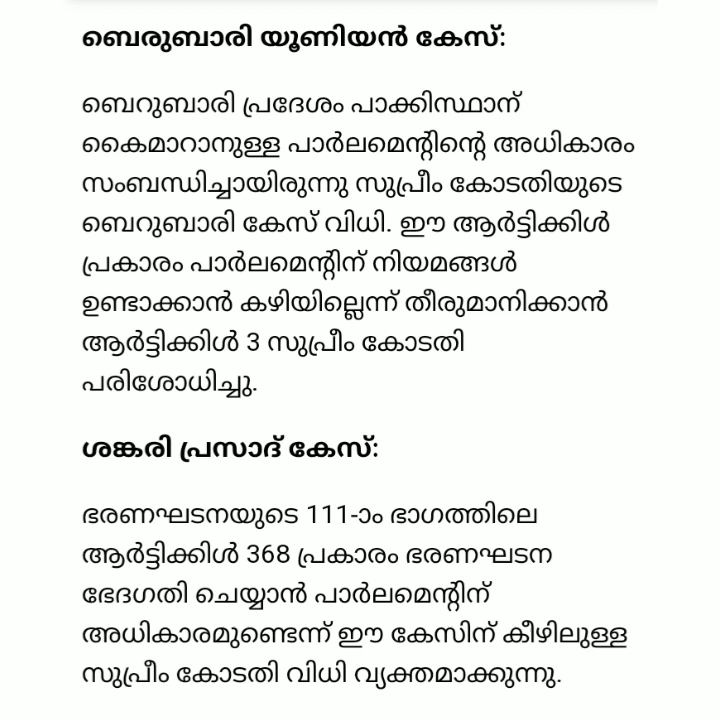 ബെരുബാരി യൂണിയൻ കേസ്:
ബെറുബാരി പ്രദേശം പാക്കിസ്ഥാന്
കൈമാറാനുള്ള പാർലമെന്റിന്റെ അധികാരം
സംബന്ധിച്ചായിരുന്നു സുപ്രീം കോടതിയുടെ
ബെറുബാരി കേസ് വിധി. ഈ ആർട്ടിക്കിൾ
പ്രകാരം പാർലമെന്റിന് നിയമങ്ങൾ
ഉണ്ടാക്കാൻ കഴിയില്ലെന്ന് തീരുമാനിക്കാൻ
ആർട്ടിക്കിൾ 3 സുപ്രീം കോടതി
പരിശോധിച്ചു.
ശങ്കരി പ്രസാദ് കേസ്:
ഭരണഘടനയുടെ 111-ാം ഭാഗത്തിലെ
ആർട്ടിക്കിൾ 368 പ്രകാരം ഭരണഘടന
ഭേദഗതി ചെയ്യാൻ പാർലമെന്റിന്
അധികാരമുണ്ടെന്ന് ഈ കേസിന് കീഴിലുള്ള
സുപ്രീം കോടതി വിധി വ്യക്തമാക്കുന്നു.